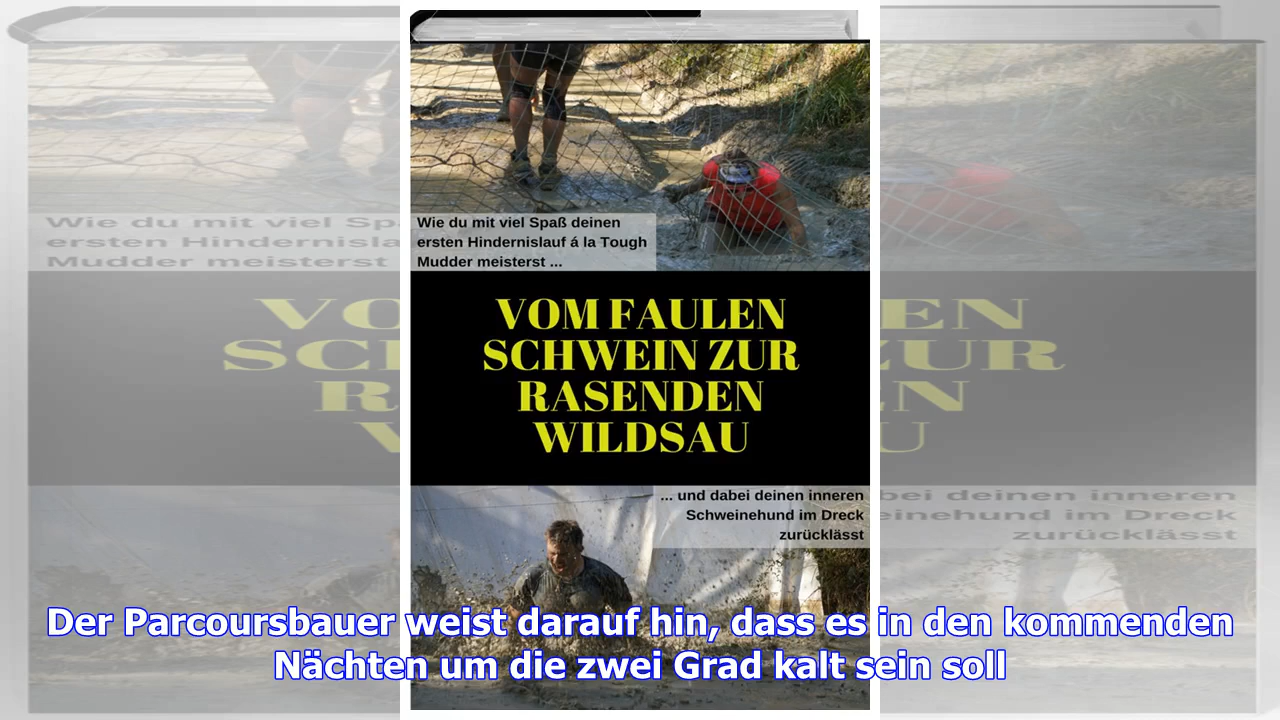 Wie du mit viel Spaß deinen
ersten Hindernislauf á la Tough
Mudder meisterst ...
VOM FAULEN
SCHWEIN ZUR
RASENDEN
WILDSAU
... und dabei deinen inneren
Schweinehund im Dreck
zurücklässt
Der Parcoursbauer weist darauf hin, dass es in den kommenden
Nächten um die zwei Grad kalt sein soll